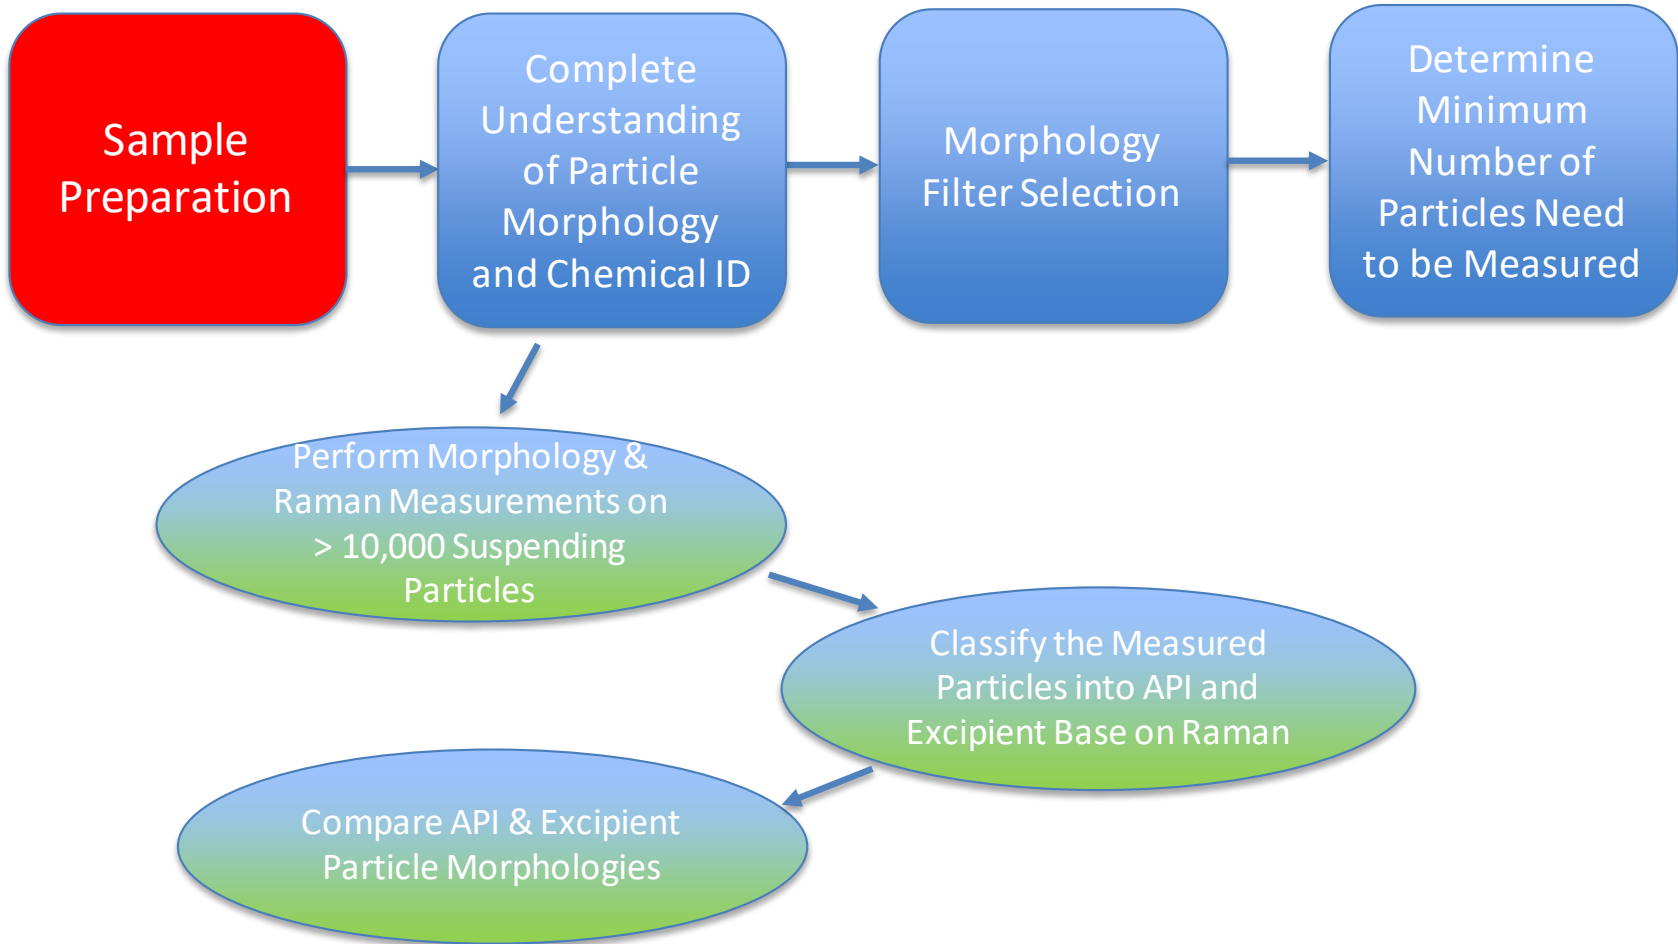 Sample
Preparation
Complete
Understanding
of Particle
Morphology
and Chemical ID
Morphology
Filter Selection
Determine
Minimum
Number of
Particles Need
to be Measured
Perform Morphology &
Raman Measurements on
> 10,000 Suspending
Particles
Classify the Measured
Particles into API and
Excipient Base on Raman
Compare API & Excipient
Particle Morphologies